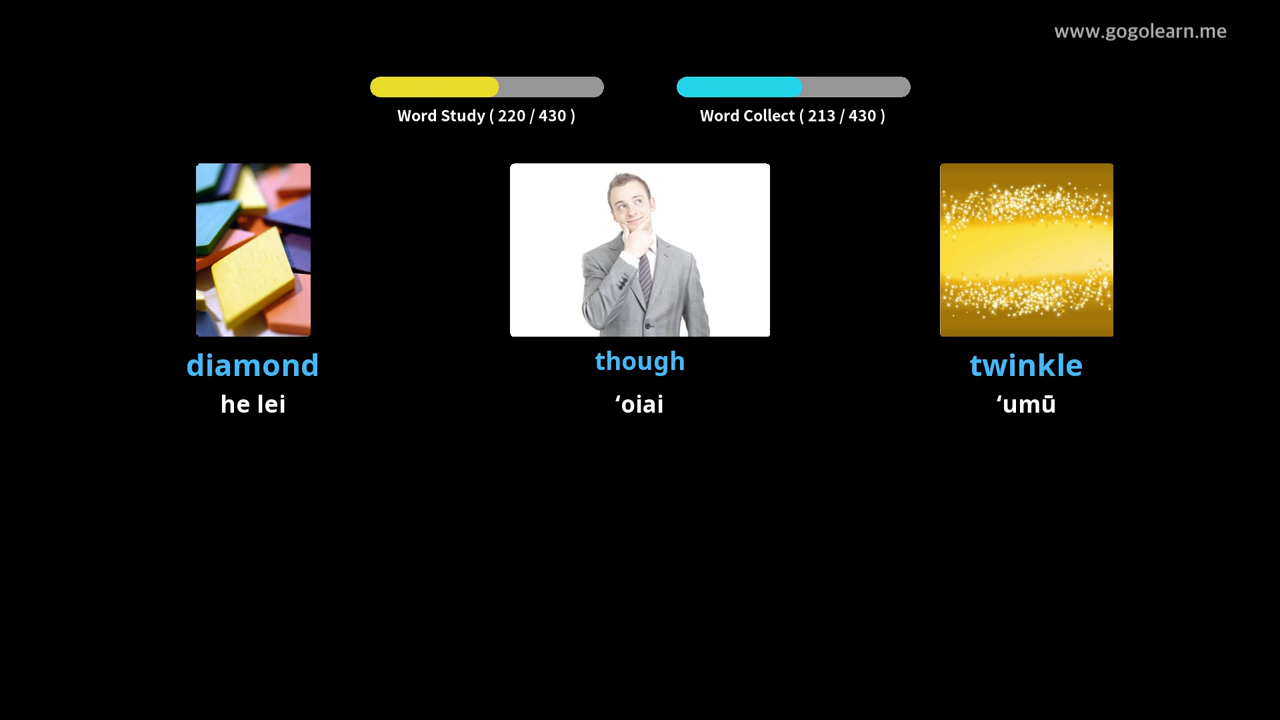 www.gogolearn.me
Word Study ( 220 / 430 )
Word Collect ( 213 / 430 )
diamond
he lei
though
ʻoiai
twinkle
ʻumū